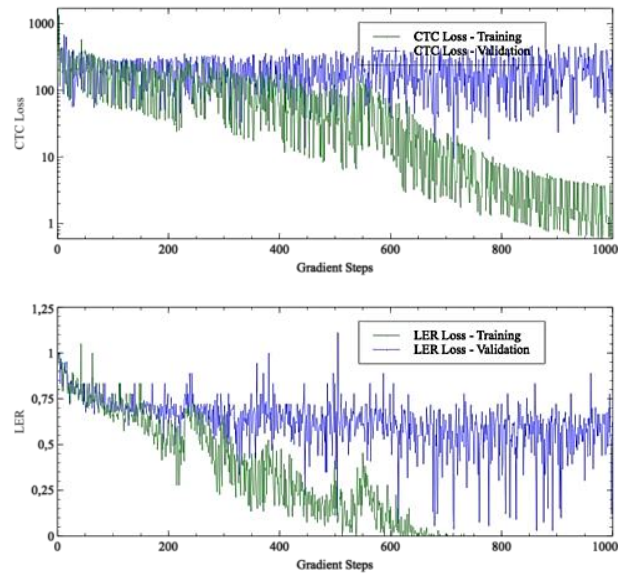 1000
100
10
1
CTC Loss
CTC Loss - Training
CTC Loss - Validation
0 200 400 600 800 1000
Gradient Steps
1,25
1
0,75
0,5
0,25
0
LER
LER Loss - Training
LER Loss - Validation
0 200 400 600 800 1000
Gradient Steps